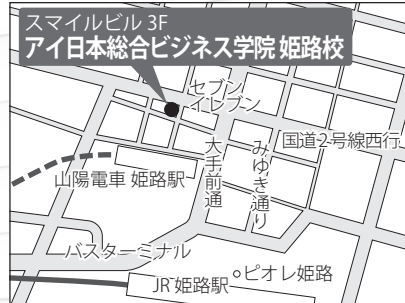 スマイルビル 3F
アイ日本総合ビジネス学院 姫路校
セブン
イレブン
国道2号線西行
大手前通
みゆき通り
山陽電車 姫路駅
バスターミナル
ピオレ姫路
JR 姫路駅